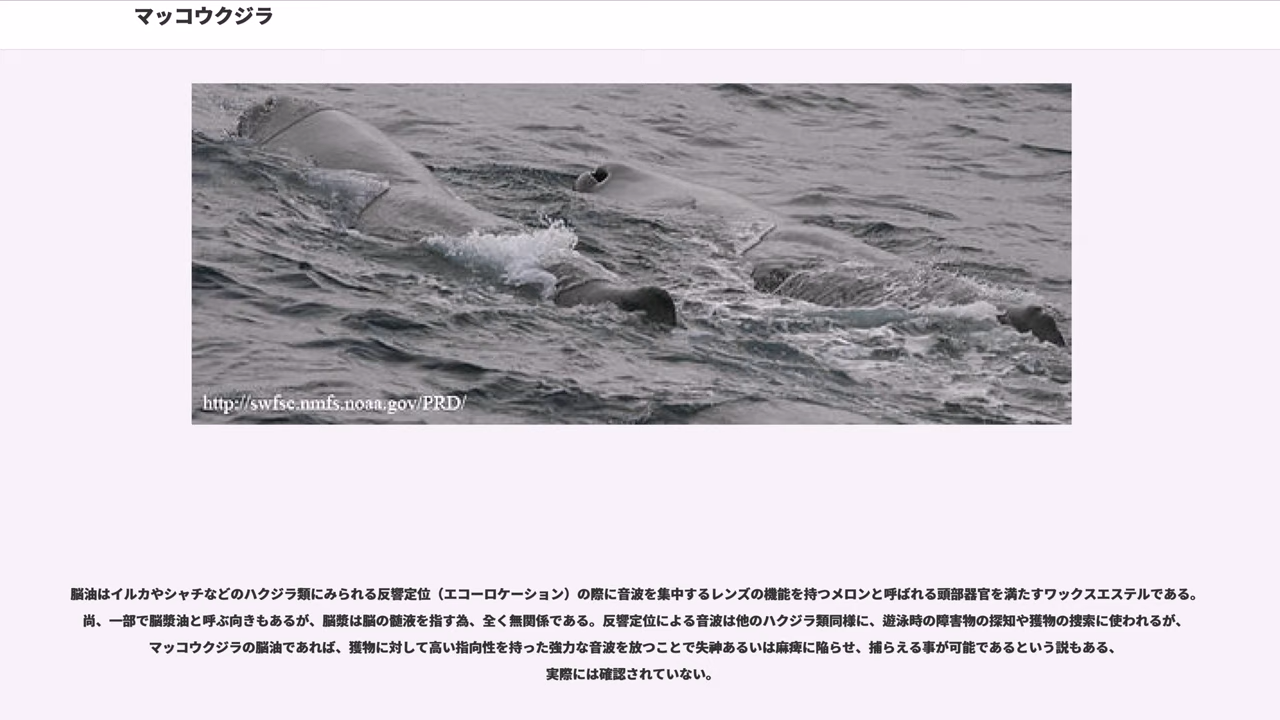 マッコウクジラ
http://swfsc.nmfs.noaa.gov/PRD/
脳油はイルカやシャチなどのハクジラ類にみられる反響定位（エコーロケーション）の際に音波を集中するレンズの機能を持つメロンと呼ばれる頭部器官を満たすワックスエステルである。
尚、一部で脳漿油と呼ぶ向きもあるが、脳漿は脳の髄液を指す為、全く無関係である。反響定位による音波は他のハクジラ類同様に、遊泳時の障害物の探知や獲物の捜索に使われるが、
マッコウクジラの脳油であれば、獲物に対して高い指向性を持った強力な音波を放つことで失神あるいは麻痺に陥らせ、捕らえる事が可能であるという説もある、
実際には確認されていない。